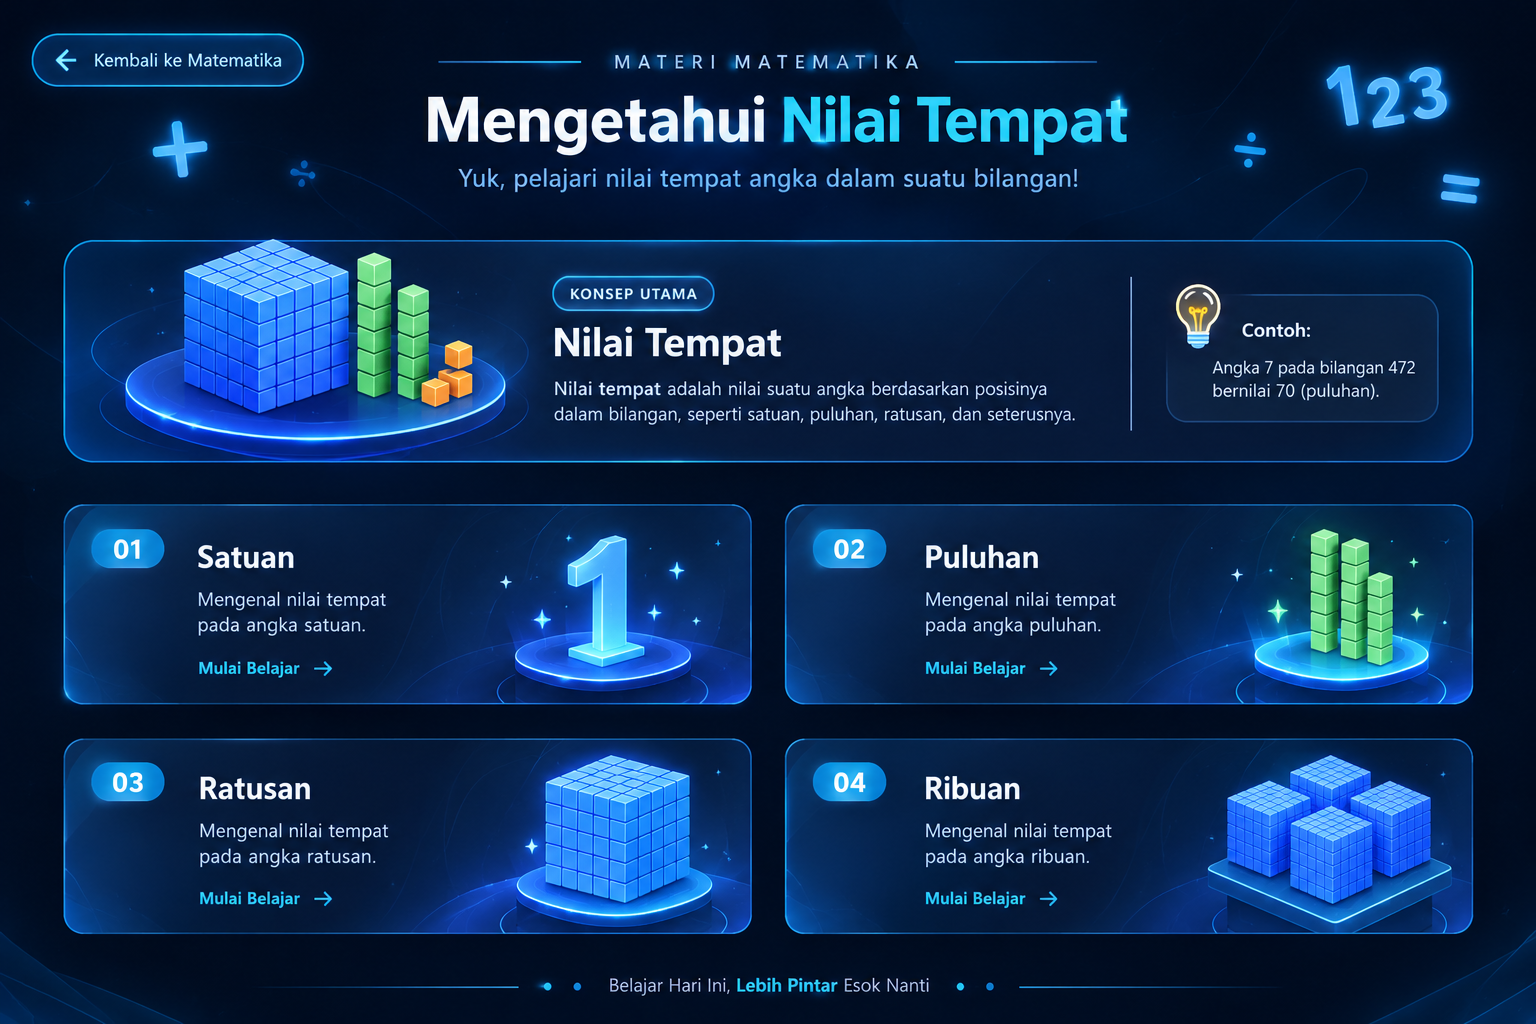 Kembali ke Matematika
MATERI MATEMATIKA
Mengetahui Nilai Tempat
Yuk, pelajari nilai tempat angka dalam suatu bilangan!
123
KONSEP UTAMA
Nilai Tempat
Nilai tempat adalah nilai suatu angka berdasarkan posisinya
dalam bilangan, seperti satuan, puluhan, ratusan, dan seterusnya.
Contoh:
Angka 7 pada bilangan 472
bernilai 70 (puluhan).
01
Satuan
Mengenal nilai tempat
pada angka satuan.
Mulai Belajar →
1
02
Puluhan
Mengenal nilai tempat
pada angka puluhan.
Mulai Belajar →
03
Ratusan
Mengenal nilai tempat
pada angka ratusan.
Mulai Belajar →
04
Ribuan
Mengenal nilai tempat
pada angka ribuan.
Mulai Belajar →
Belajar Hari Ini, Lebih Pintar Esok Nanti